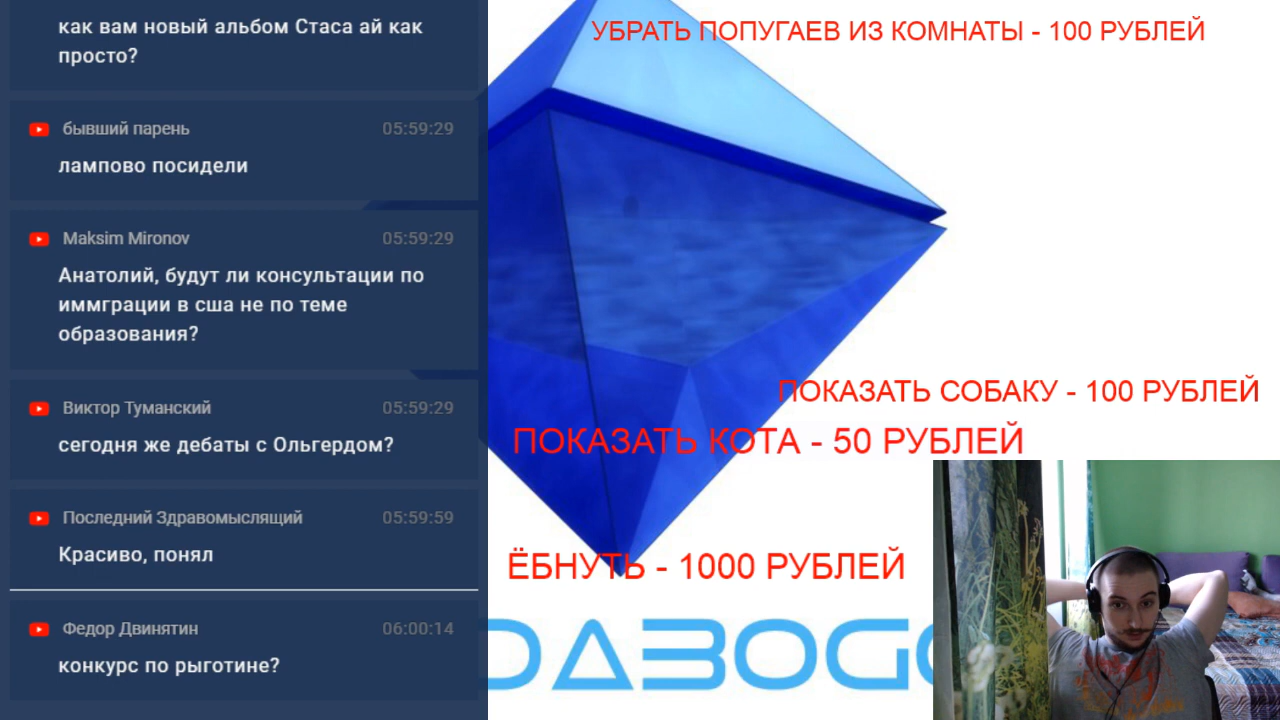 как вам новый альбом Стаса ай как
просто?
бывший парень 05:59:29
лампово посидели
Maksim Mironov 05:59:29
Анатолий, будут ли консультации по
иммграции в сша не по теме
образования?
Виктор Туманский 05:59:29
сегодня же дебаты с Ольгердом?
Последний Здравомыслящий 05:59:59
Красиво, понял
Федор Двинятин 06:00:14
конкурс по рыготине?
УБРАТЬ ПОПУГАЕВ ИЗ КОМНАТЫ - 100 РУБЛЕЙ
ПОКАЗАТЬ СОБАКУ - 100 РУБЛЕЙ
ПОКАЗАТЬ КОТА - 50 РУБЛЕЙ
ЁБНУТЬ - 1000 РУБЛЕЙ